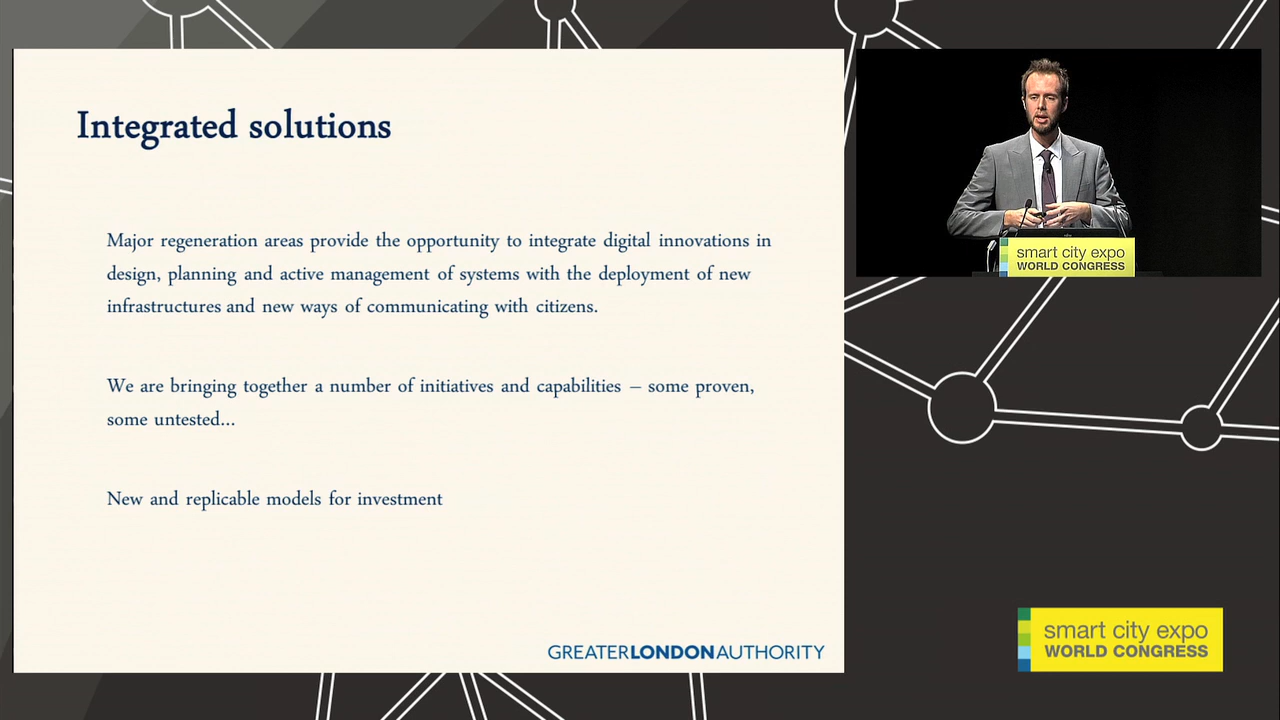 Integrated solutions
Major regeneration areas provide the opportunity to integrate digital innovations in
design, planning and active management of systems with the deployment of new
infrastructures and new ways of communicating with citizens.
We are bringing together a number of initiatives and capabilities – some proven,
some untested...
New and replicable models for investment
GREATERLONDONAUTHORITY
smart city expo
WORLD CONGRESS
smart city expo
WORLD CONGRESS